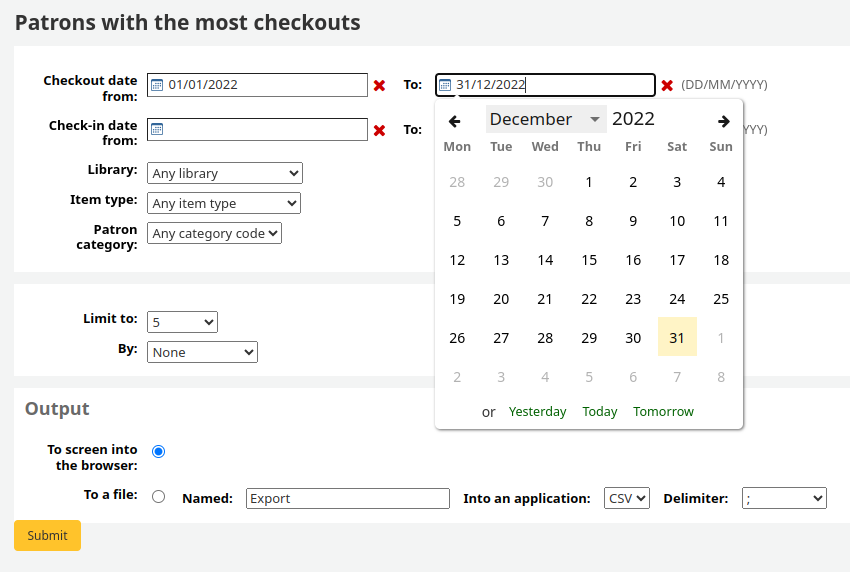 Patrons with the most checkouts
Checkout date from: 01/01/2022 To: 31/12/2022 (DD/MM/YYYY)
Check-in date from: To: YYY)
December 2022
Mon Tue Wed Thu Fri Sat Sun
28 29 30 1 2 3 4
5 6 7 8 9 10 11
12 13 14 15 16 17 18
19 20 21 22 23 24 25
26 27 28 29 30 31 1
2 3 4 5 6 7 8
or Yesterday Today Tomorrow
Library: Any library
Item type: Any item type
Patron category: Any category code
Limit to: 5
By: None
Output
To screen into the browser:
To a file: Named: Export Into an application: CSV Delimiter: ;
Submit